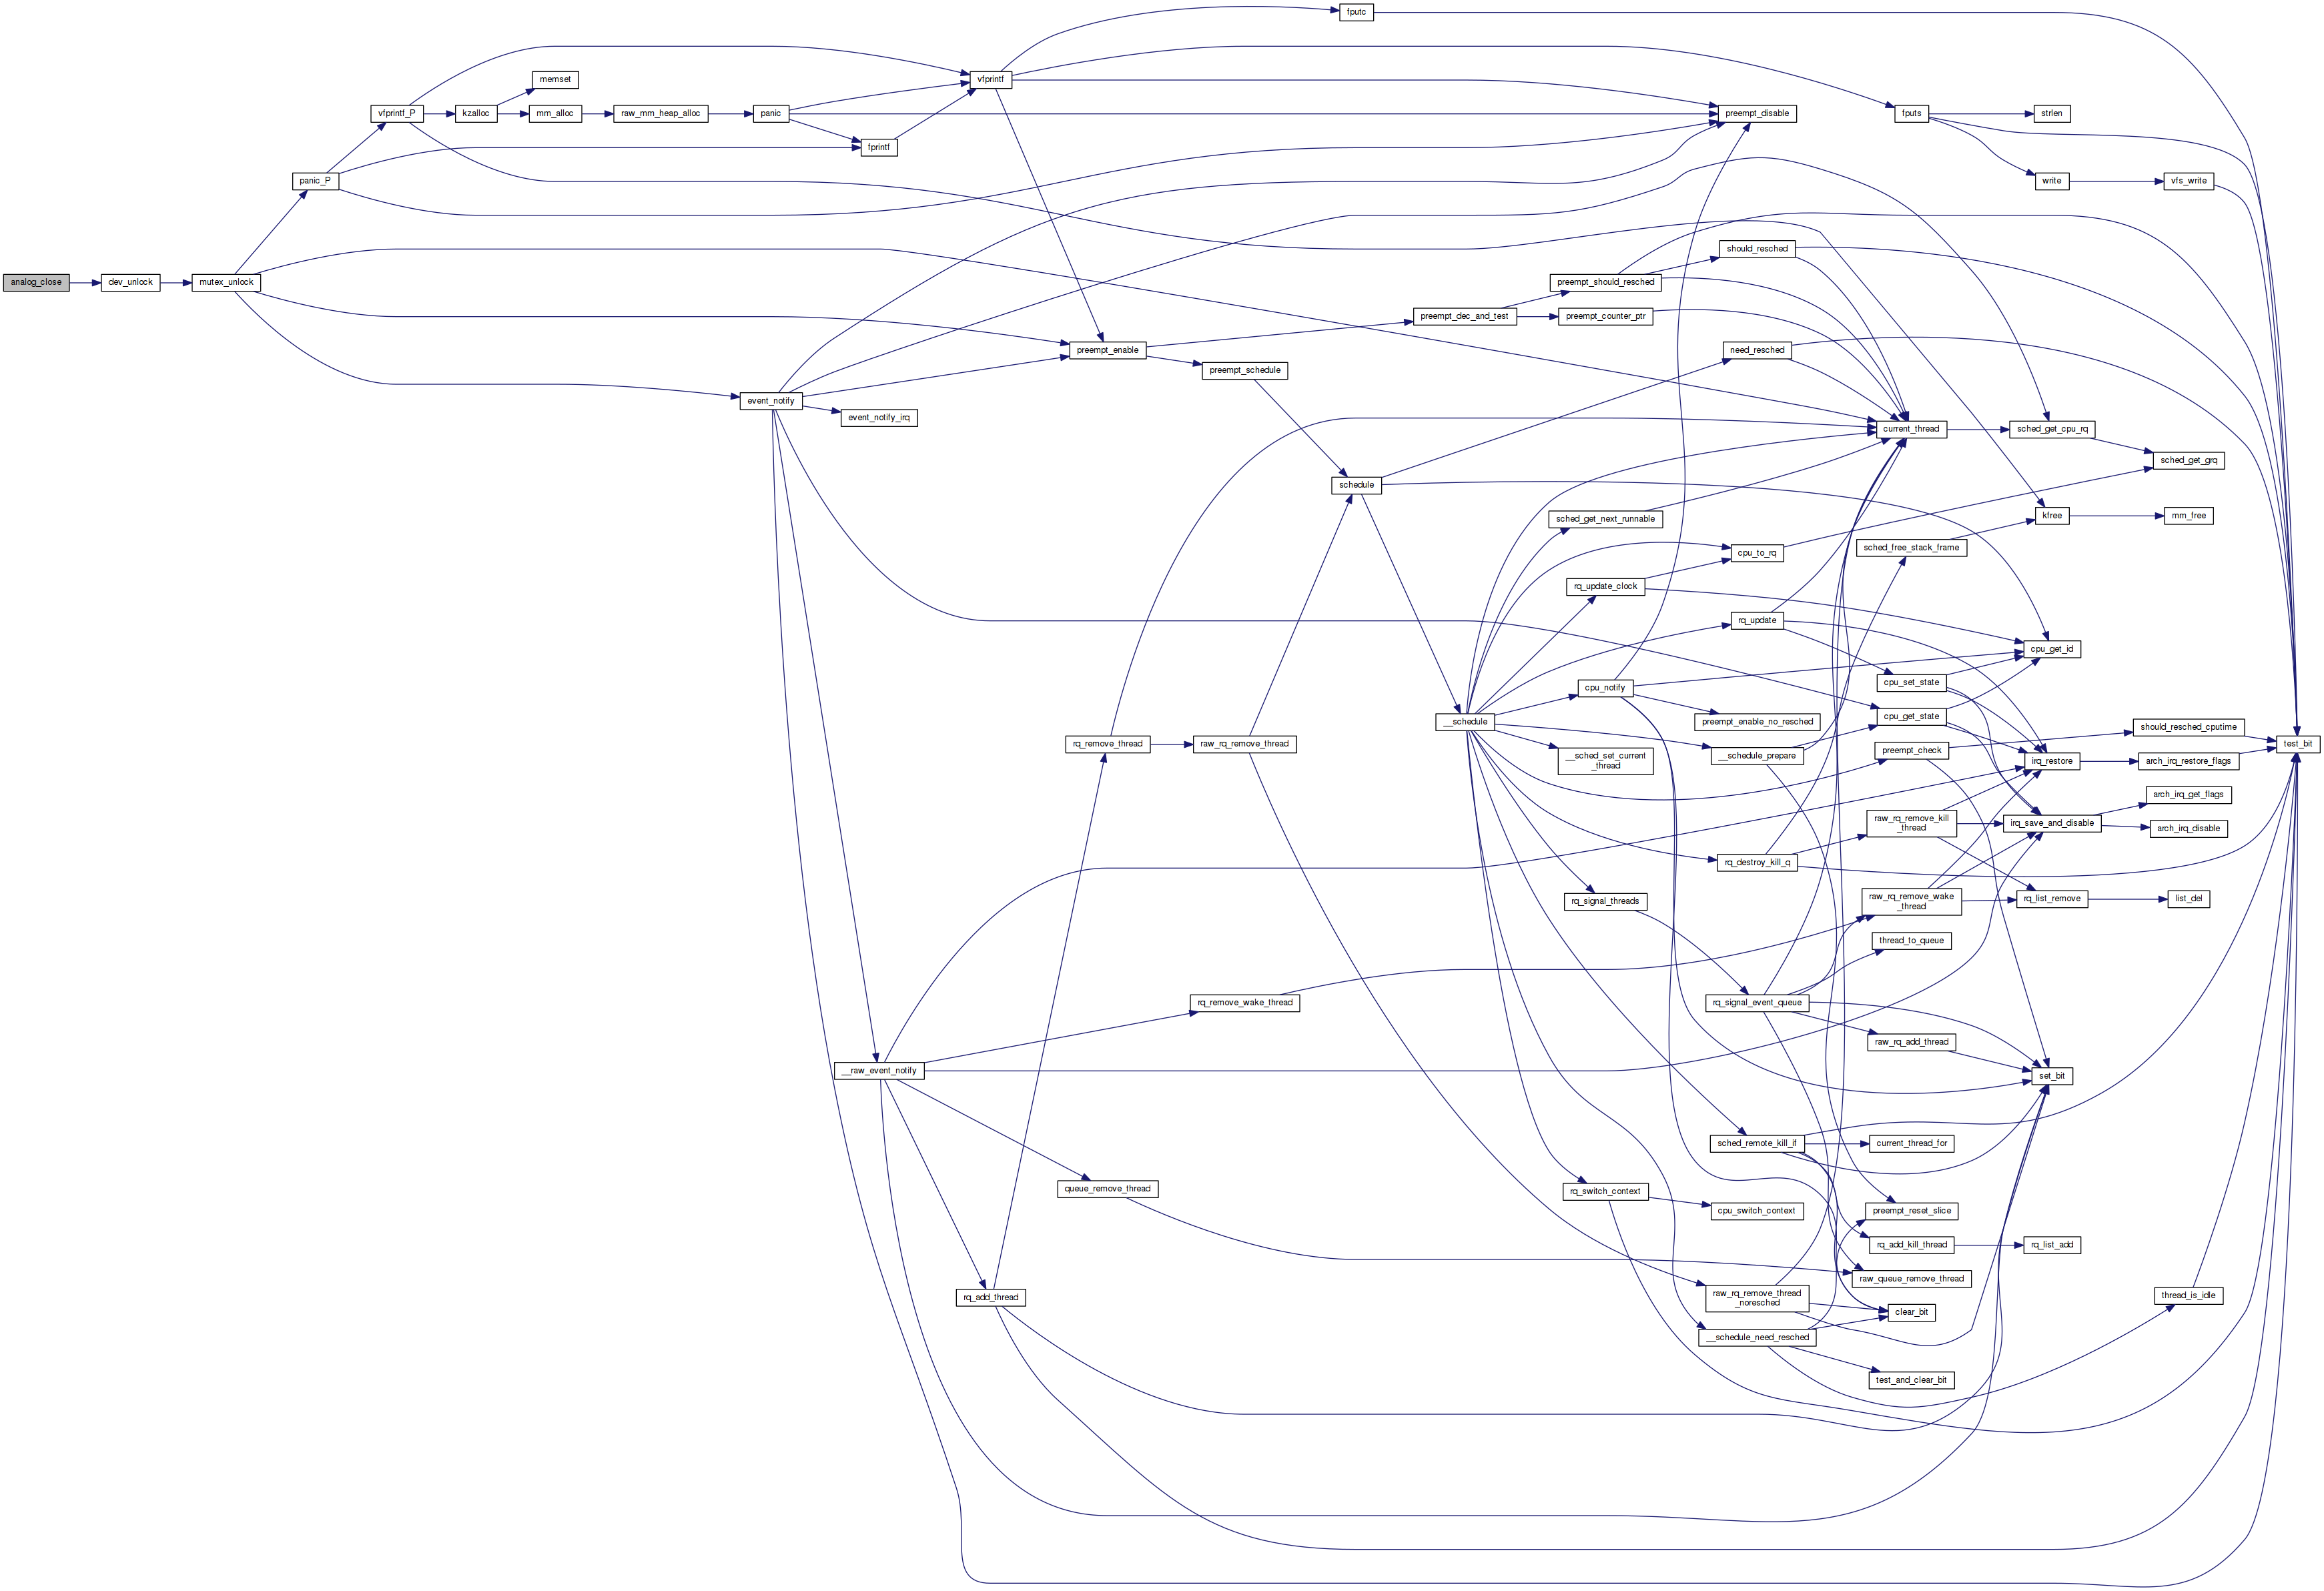 analog_close
dev_unlock
mutex_unlock
panic_P
vfprintf_P
kzalloc
memset
mm_alloc
raw_mm_heap_alloc
panic
fprintf
vfprintf
fputc
preempt_disable
fputs
strlen
write
vfs_write
event_notify
event_notify_irq
preempt_enable
preempt_schedule
preempt_dec_and_test
preempt_should_resched
should_resched
preempt_counter_ptr
need_resched
current_thread
sched_get_cpu_rq
sched_get_grq
schedule
sched_get_next_runnable
kfree
mm_free
cpu_to_rq
sched_free_stack_frame
rq_update_clock
rq_update
cpu_get_id
cpu_notify
cpu_set_state
__schedule
preempt_enable_no_resched
cpu_get_state
should_resched_cputime
test_bit
rq_remove_thread
raw_rq_remove_thread
__sched_set_current
_thread
__schedule_prepare
preempt_check
irq_restore
arch_irq_restore_flags
arch_irq_get_flags
raw_rq_remove_kill
_thread
irq_save_and_disable
arch_irq_disable
rq_destroy_kill_q
rq_signal_threads
raw_rq_remove_wake
_thread
rq_list_remove
list_del
thread_to_queue
rq_remove_wake_thread
rq_signal_event_queue
raw_rq_add_thread
__raw_event_notify
set_bit
sched_remote_kill_if
current_thread_for
queue_remove_thread
rq_switch_context
cpu_switch_context
preempt_reset_slice
rq_add_kill_thread
rq_list_add
raw_queue_remove_thread
rq_add_thread
raw_rq_remove_thread
_noresched
thread_is_idle
clear_bit
__schedule_need_resched
test_and_clear_bit